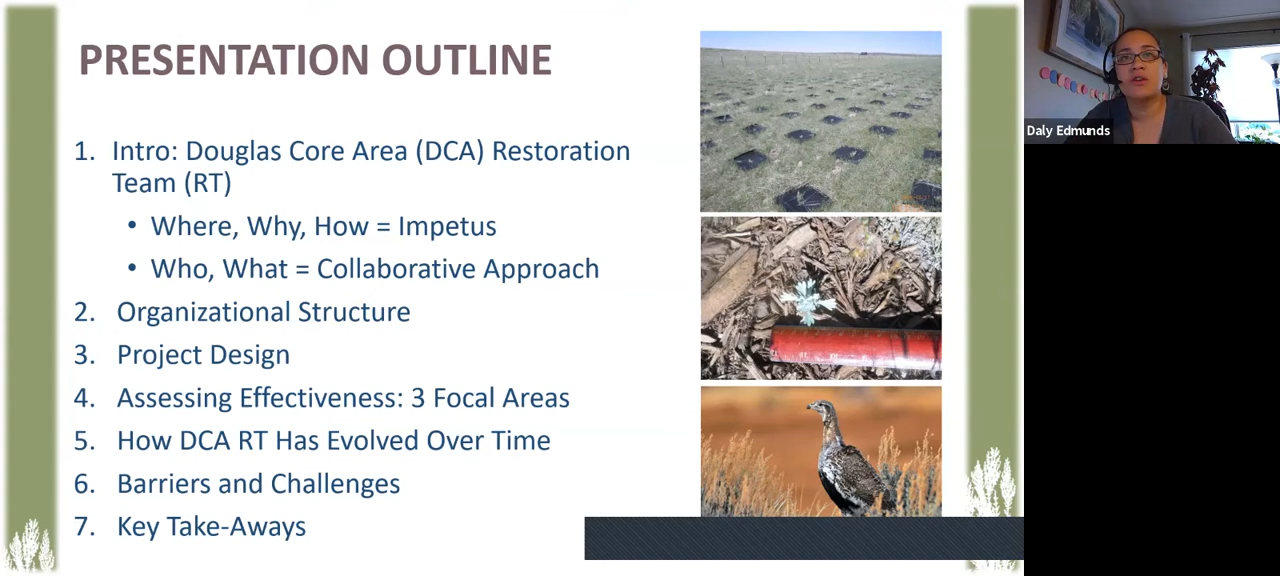 PRESENTATION OUTLINE
1. Intro: Douglas Core Area (DCA) Restoration
Team (RT)
• Where, Why, How = Impetus
• Who, What = Collaborative Approach
2. Organizational Structure
3. Project Design
4. Assessing Effectiveness: 3 Focal Areas
5. How DCA RT Has Evolved Over Time
6. Barriers and Challenges
7. Key Take-Aways
Daly Edmunds